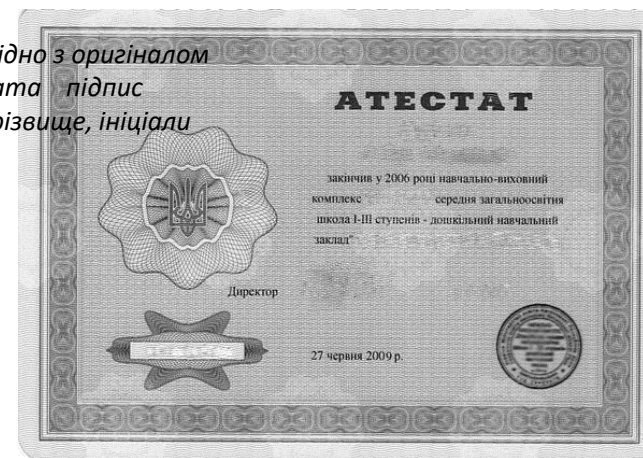 ідно з оригіналом
ата підпис
різвище, ініціали
АТЕСТАТ
закінчив у 2006 році навчально-виховний
комплекс середня загальноосвітня
школа І-ІІІ ступенів - дошкільний навчальний
заклад"
Директор
27 червня 2009 р.